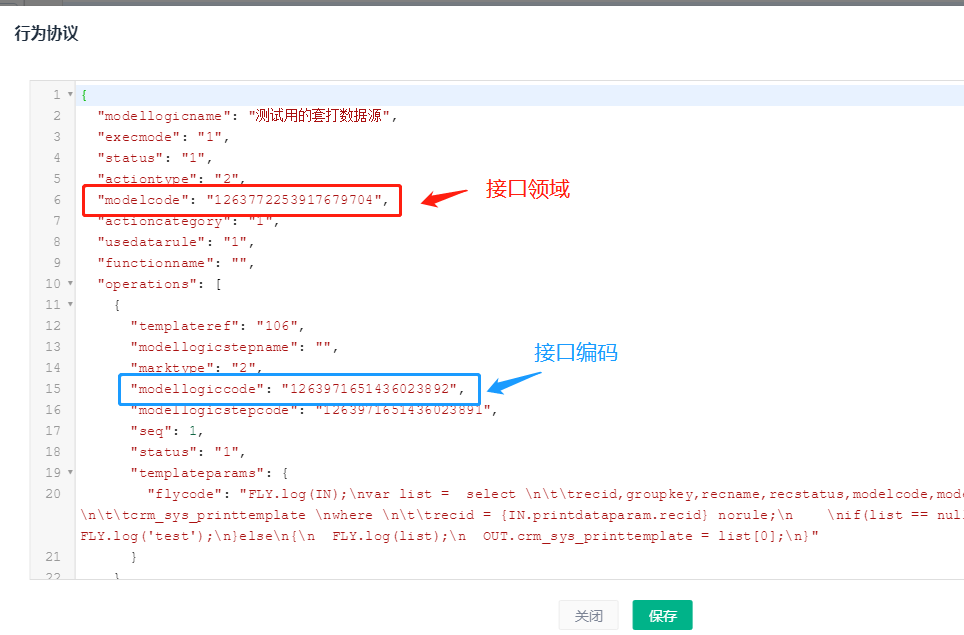 行为协议
1 {
2 "modellogicname": "测试用的套打数据源",
3 "execmode": "1",
4 "status": "1",
5 "actiontype": "2",
6 "modelcode": "1263772253917679704",
接口领域
7 "actioncategory": "1",
8 "usedatarule": "1",
9 "functionname": "",
10 "operations": [
11 {
12 "templateref": "106",
13 "modellogicstepname": "",
接口编码
14 "marktype": "2",
15 "modellogiccode": "1263971651436023892",
16 "modellogicstepcode": "1263971651436023891",
17 "seq": 1,
18 "status": "1",
19 "templateparams": {
20 "flycode": "FLY.log(IN);\nvar list =  select \n\t\trecid,groupkey,recname,recstatus,modelcode,mode
\n\t\tcrm_sys_printtemplate \nwhere \n\t\trecid = {IN.printdataparam.recid} norule;\n    \nif(list == nul
FLY.log('test');\n}else\n{\n  FLY.log(list);\n  OUT.crm_sys_printtemplate = list[0];\n}"
21 }
22 }
关闭 保存